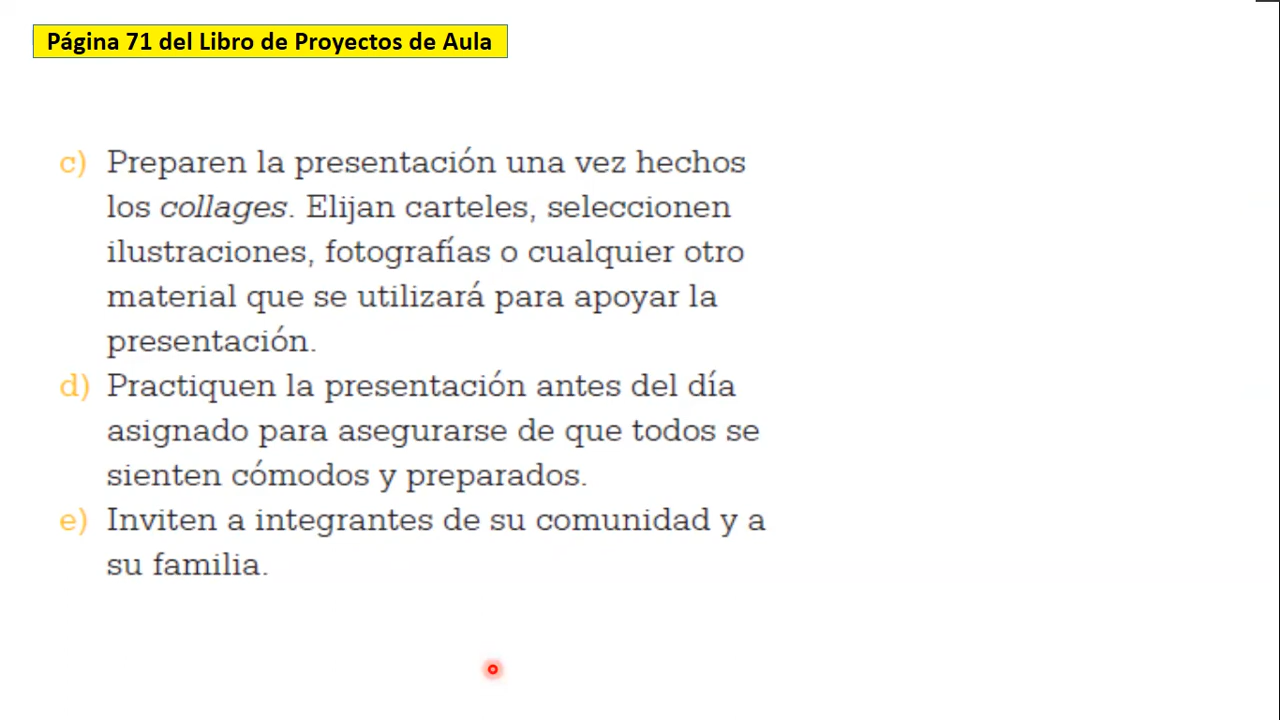 Página 71 del Libro de Proyectos de Aula
c) Preparen la presentación una vez hechos
los collages. Elijan carteles, seleccionen
ilustraciones, fotografías o cualquier otro
material que se utilizará para apoyar la
presentación.
d) Practiquen la presentación antes del día
asignado para asegurarse de que todos se
sienten cómodos y preparados.
e) Inviten a integrantes de su comunidad y a
su familia.